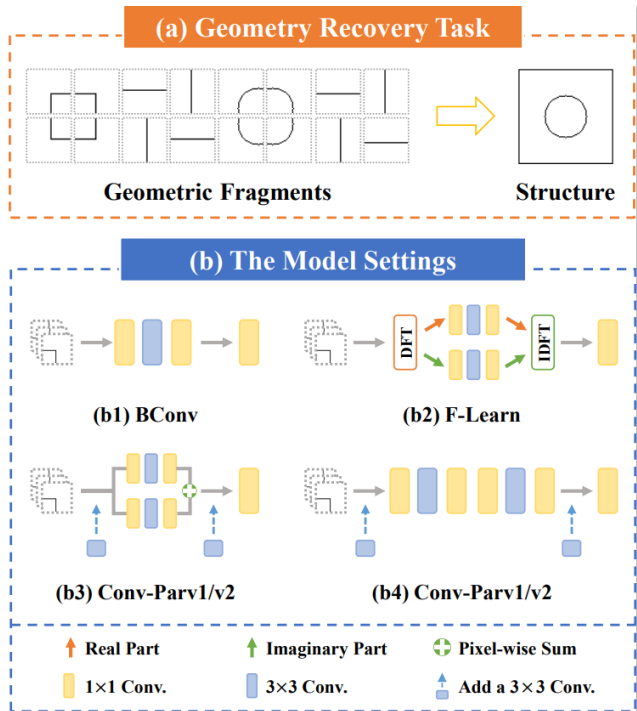 (a) Geometry Recovery Task
Geometric Fragments
Structure
(b) The Model Settings
DFT
IDFT
(b1) BConv
(b2) F-Learn
(b3) Conv-Parv1/v2
(b4) Conv-Parv1/v2
Real Part
Imaginary Part
Pixel-wise Sum
1×1 Conv.
3×3 Conv.
Add a 3×3 Conv.